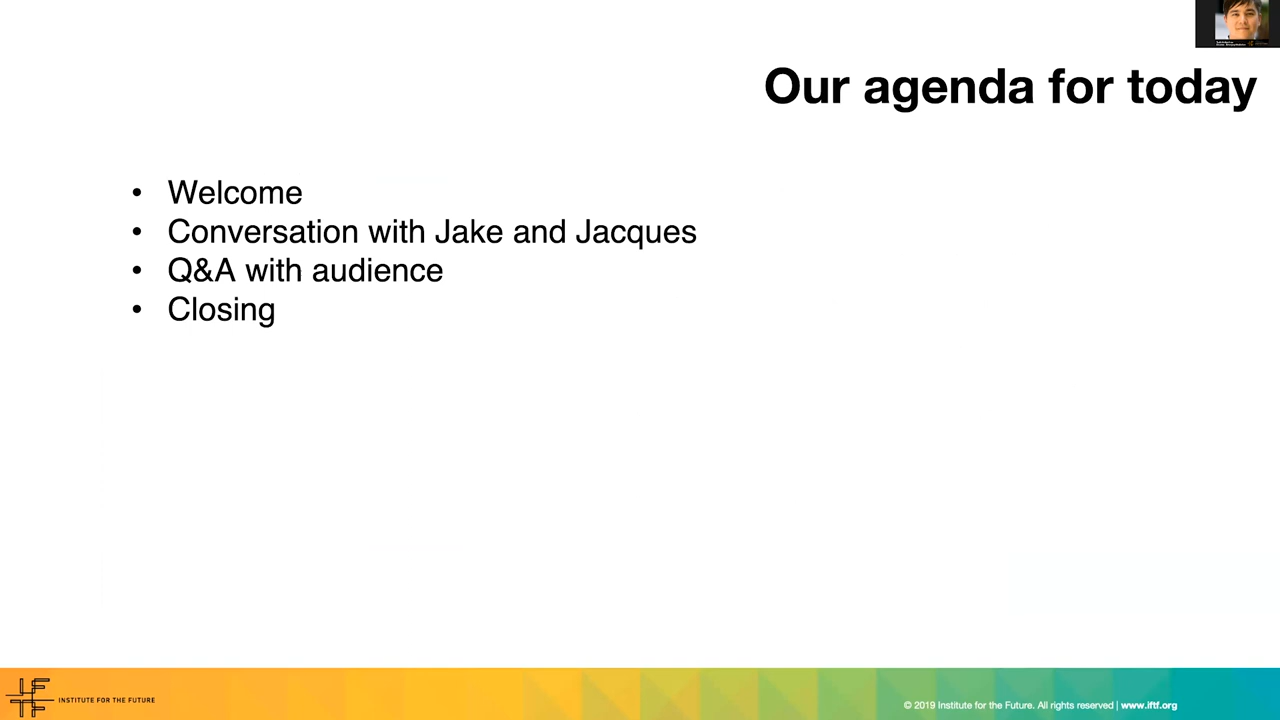 Our agenda for today
• Welcome
• Conversation with Jake and Jacques
• Q&A with audience
• Closing
INSTITUTE FOR THE FUTURE
© 2019 Institute for the Future. All rights reserved | www.iftf.org